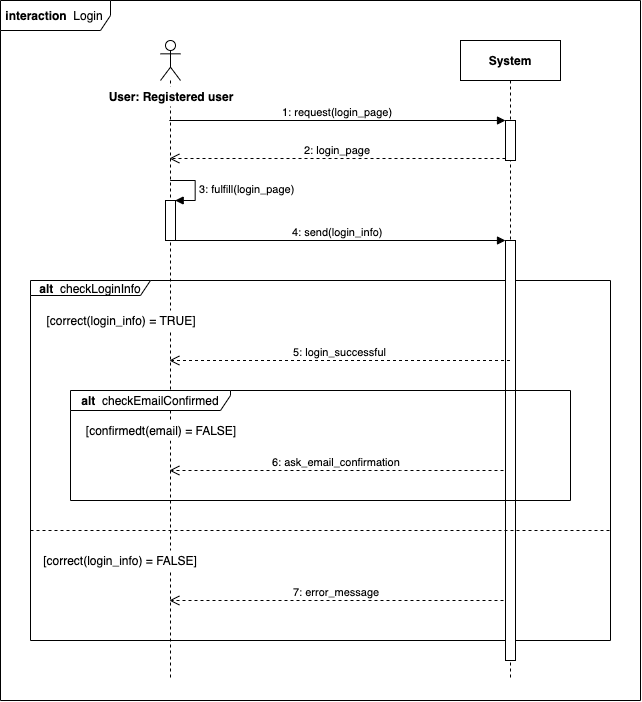 interaction Login
System
User: Registered user
1: request(login_page)
2: login_page
3: fulfill(login_page)
4: send(login_info)
alt checkLoginInfo
[correct(login_info) = TRUE]
5: login_successful
alt checkEmailConfirmed
[confirmedt(email) = FALSE]
6: ask_email_confirmation
[correct(login_info) = FALSE]
7: error_message